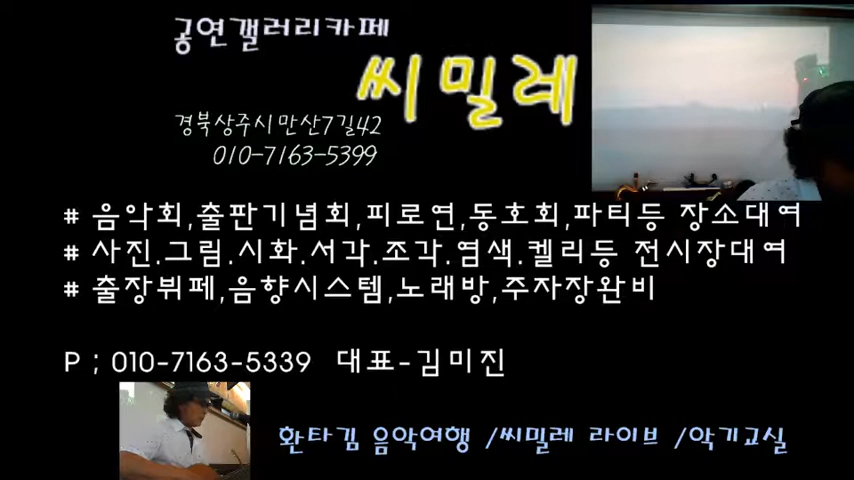 공연갤러리카페
씨밀레
경북상주시만산7길42
010-7163-5399
# 음악회,출판기념회,피로연,동호회,파티등 장소대여
# 사진.그림.시화.서각.조각.염색.켈리등 전시장대여
# 출장뷔페,음향시스템,노래방,주자장완비
P ; 010-7163-5339 대표-김미진
환타김 음악여행 /씨밀레 라이브 /악기교실